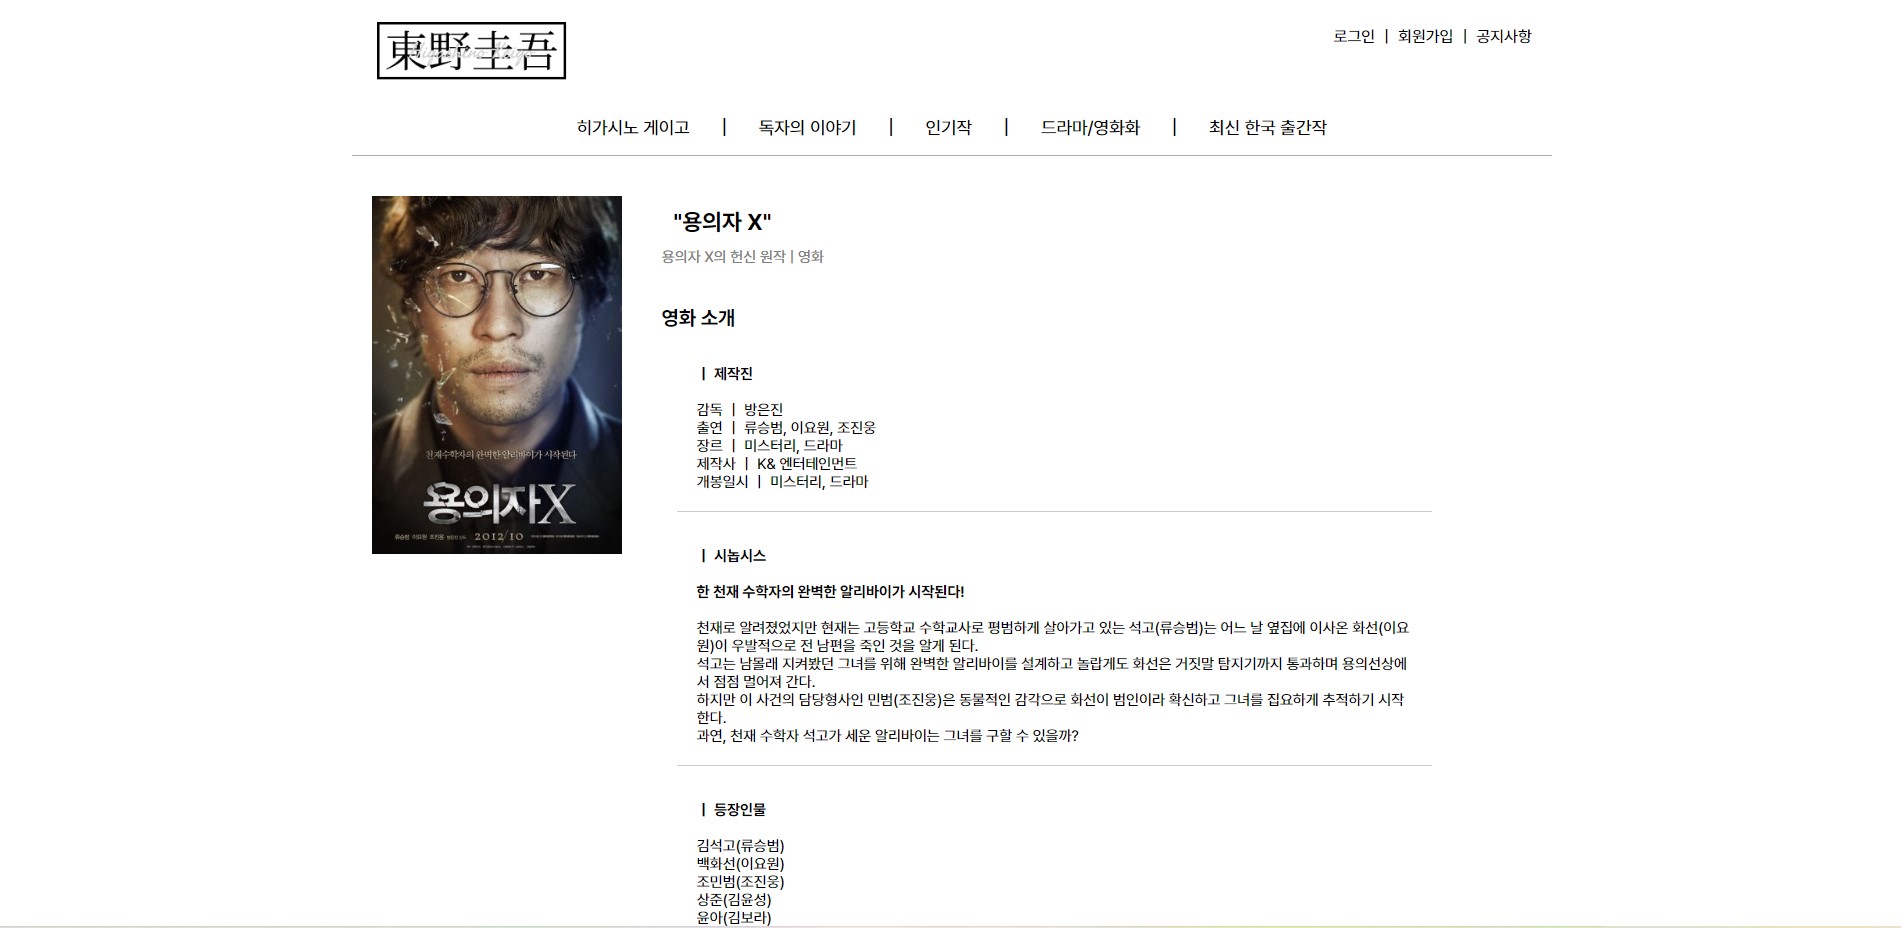 東野圭吾
로그인 | 회원가입 | 공지사항
히가시노 게이고 | 독자의 이야기 | 인기작 | 드라마/영화화 | 최신 한국 출간작
"용의자 X"
용의자 X의 헌신 원작 | 영화
영화 소개
| 제작진
감독 | 방은진
출연 | 류승범, 이요원, 조진웅
장르 | 미스터리, 드라마
제작사 | K& 엔터테인먼트
개봉일시 | 미스터리, 드라마
천재수학자의 완벽한 알리바이가 시작된다
용의자X
류승범 이요원 조진웅
2012/10
| 시놉시스
한 천재 수학자의 완벽한 알리바이가 시작된다!
천재로 알려졌었지만 현재는 고등학교 수학교사로 평범하게 살아가고 있는 석고(류승범)는 어느 날 옆집에 이사온 화선(이요
원)이 우발적으로 전 남편을 죽인 것을 알게 된다.
석고는 남몰래 지켜봤던 그녀를 위해 완벽한 알리바이를 설계하고 놀랍게도 화선은 거짓말 탐지기까지 통과하며 용의선상에
서 점점 멀어져 간다.
하지만 이 사건의 담당형사인 민범(조진웅)은 동물적인 감각으로 화선이 범인이라 확신하고 그녀를 집요하게 추적하기 시작
한다.
과연, 천재 수학자 석고가 세운 알리바이는 그녀를 구할 수 있을까?
| 등장인물
김석고(류승범)
백화선(이요원)
조민범(조진웅)
상준(김윤성)
윤아(김보라)